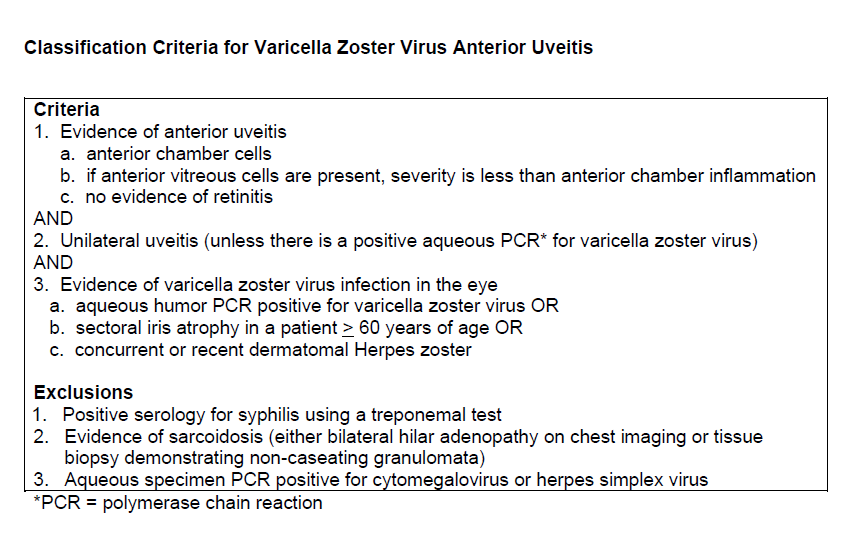 Classification Criteria for Varicella Zoster Virus Anterior Uveitis
Criteria
1. Evidence of anterior uveitis
a. anterior chamber cells
b. if anterior vitreous cells are present, severity is less than anterior chamber inflammation
c. no evidence of retinitis
AND
2. Unilateral uveitis (unless there is a positive aqueous PCR* for varicella zoster virus)
AND
3. Evidence of varicella zoster virus infection in the eye
a. aqueous humor PCR positive for varicella zoster virus OR
b. sectoral iris atrophy in a patient ≥ 60 years of age OR
c. concurrent or recent dermatomal Herpes zoster
Exclusions
1. Positive serology for syphilis using a treponemal test
2. Evidence of sarcoidosis (either bilateral hilar adenopathy on chest imaging or tissue
biopsy demonstrating non-caseating granulomata)
3. Aqueous specimen PCR positive for cytomegalovirus or herpes simplex virus
*PCR = polymerase chain reaction